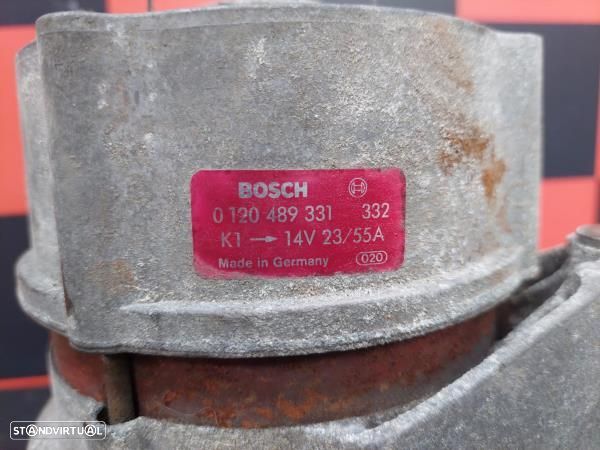 BOSCH
0 120 489 331 332
K1 → 14V 23/55A
Made in Germany 020
STANDVIRTUAL